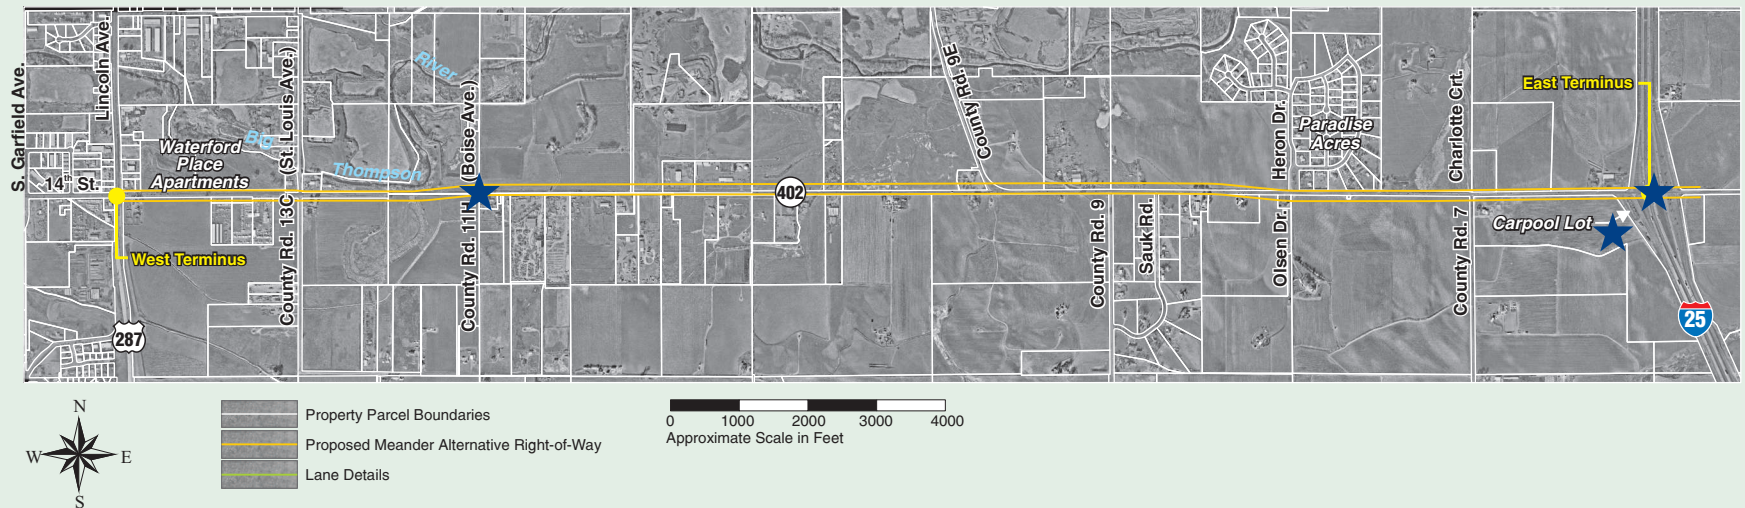 S. Garfield Ave.
Lincoln Ave.
14th St.
Waterford
Place
Apartments
Big
Thompson
River
County Rd. 13C (St. Louis Ave.)
County Rd. 11H (Boise Ave.)
402
County Rd. 9E
County Rd. 9
Sauk Rd.
Heron Dr.
Olsen Dr.
Paradise
Acres
Charlotte Crt.
County Rd. 7
East Terminus
Carpool Lot
West Terminus
287
25
N
W
E
S
Property Parcel Boundaries
Proposed Meander Alternative Right-of-Way
Lane Details
0 1000 2000 3000 4000
Approximate Scale in Feet